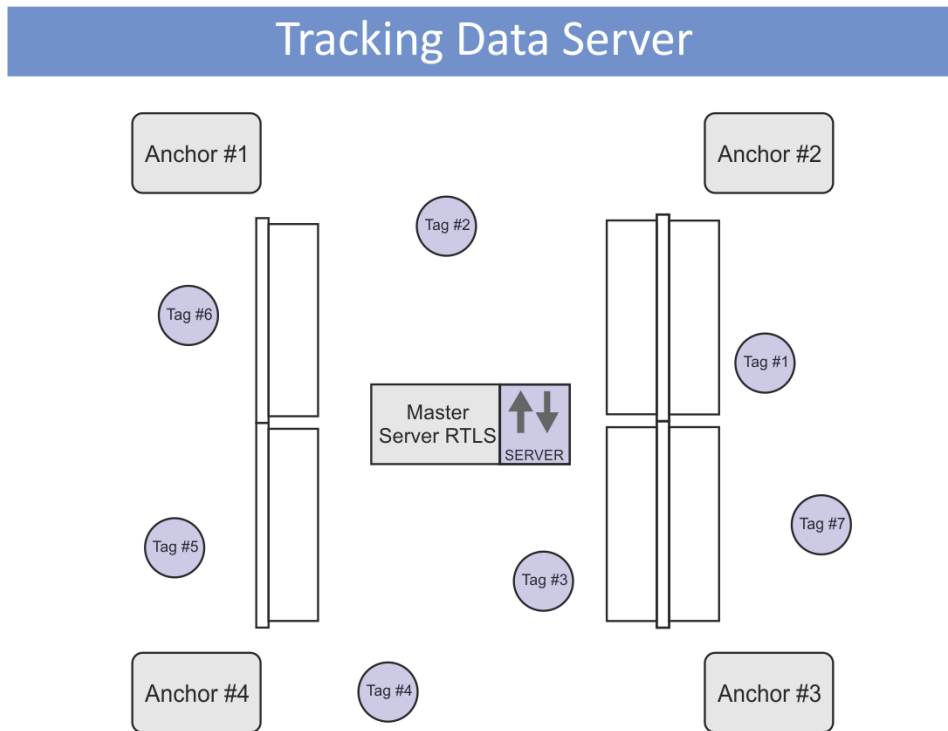 Tracking Data Server
Anchor #1
Anchor #2
Tag #2
Tag #6
Tag #1
Master
Server RTLS
SERVER
Tag #7
Tag #5
Tag #3
Anchor #4
Tag #4
Anchor #3